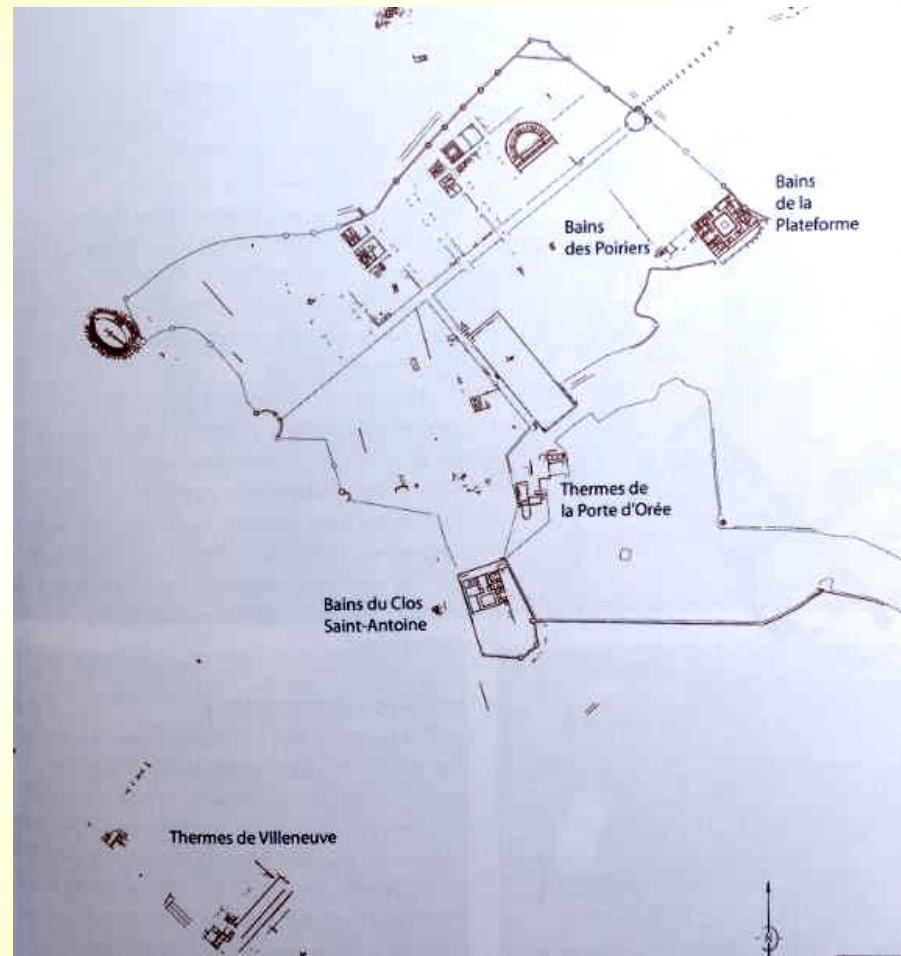 Bains
de la
Plateforme
Bains
des Poiriers
Thermes de
la Porte d'Orée
Bains du Clos
Saint-Antoine
Thermes de Villeneuve
N